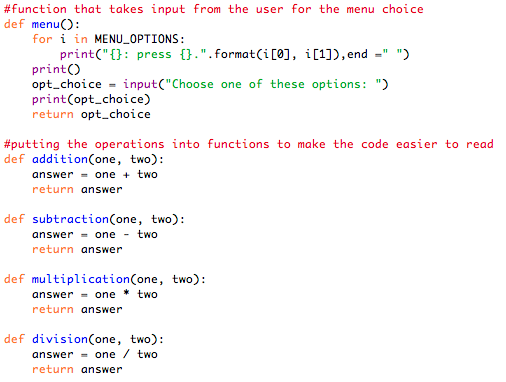 #function that takes input from the user for the menu choice
def menu():
    for i in MENU_OPTIONS:
        print("{}: press {}.".format(i[0], i[1]),end =" ")
    print()
    opt_choice = input("Choose one of these options: ")
    print(opt_choice)
    return opt_choice

#putting the operations into functions to make the code easier to read
def addition(one, two):
    answer = one + two
    return answer

def subtraction(one, two):
    answer = one - two
    return answer

def multiplication(one, two):
    answer = one * two
    return answer

def division(one, two):
    answer = one / two
    return answer